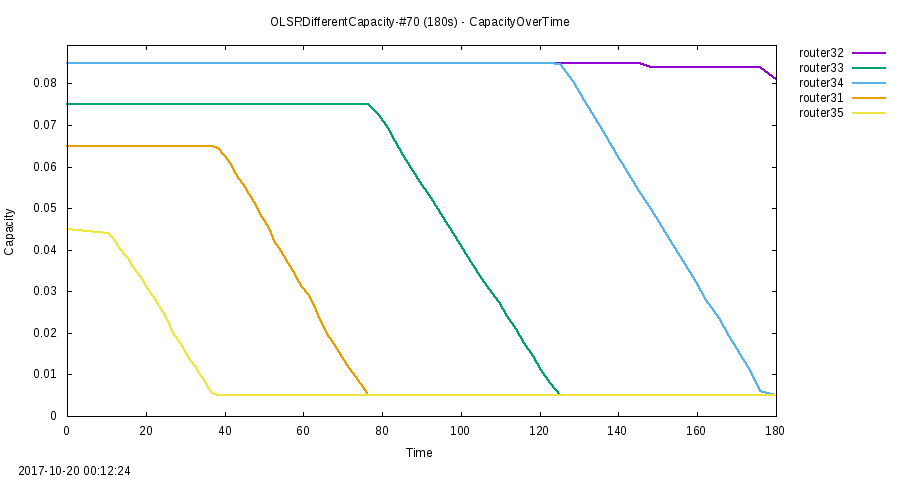 OLSRDifferentCapacity-#70 (180s) - CapacityOverTime
router32
router33
router34
router31
router35
0.08
0.07
0.06
0.05
0.04
0.03
0.02
0.01
0
Capacity
0 20 40 60 80 100 120 140 160 180
Time
2017-10-20 00:12:24